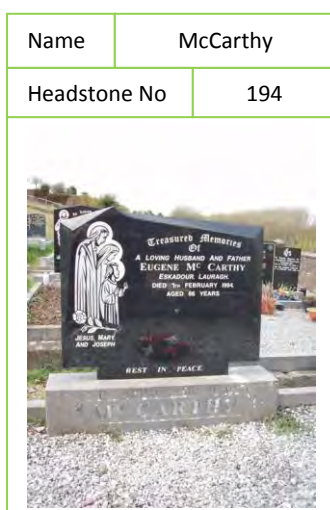 Name McCarthy
Headstone No 194
Treasured Memories
Of
A LOVING HUSBAND AND FATHER
EUGENE Mc CARTHY
ESKADOUR, LAURAGH.
DIED FEBRUARY 1994.
AGED 66 YEARS
JESUS, MARY
AND JOSEPH
REST IN PEACE
McCARTHY